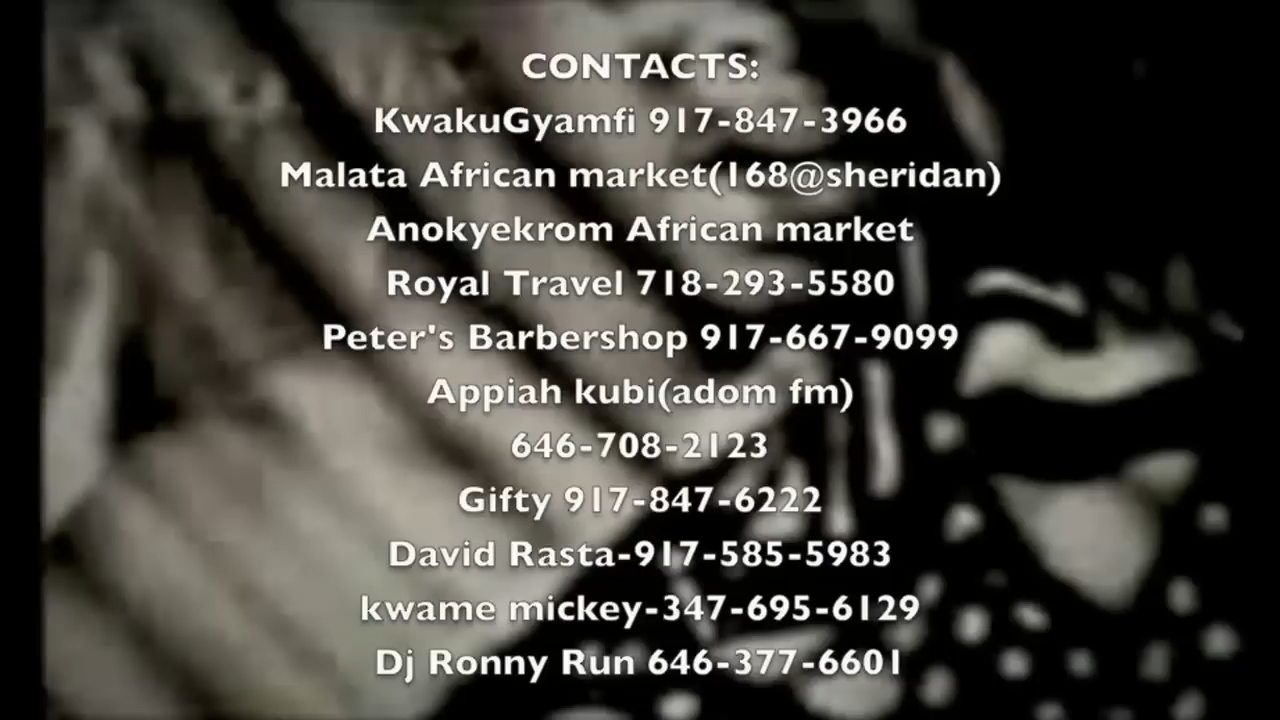 CONTACTS:
KwakuGyamfi 917-847-3966
Malata African market(168@sheridan)
Anokyekrom African market
Royal Travel 718-293-5580
Peter's Barbershop 917-667-9099
Appiah kubi(adom fm)
646-708-2123
Gifty 917-847-6222
David Rasta-917-585-5983
kwame mickey-347-695-6129
Dj Ronny Run 646-377-6601